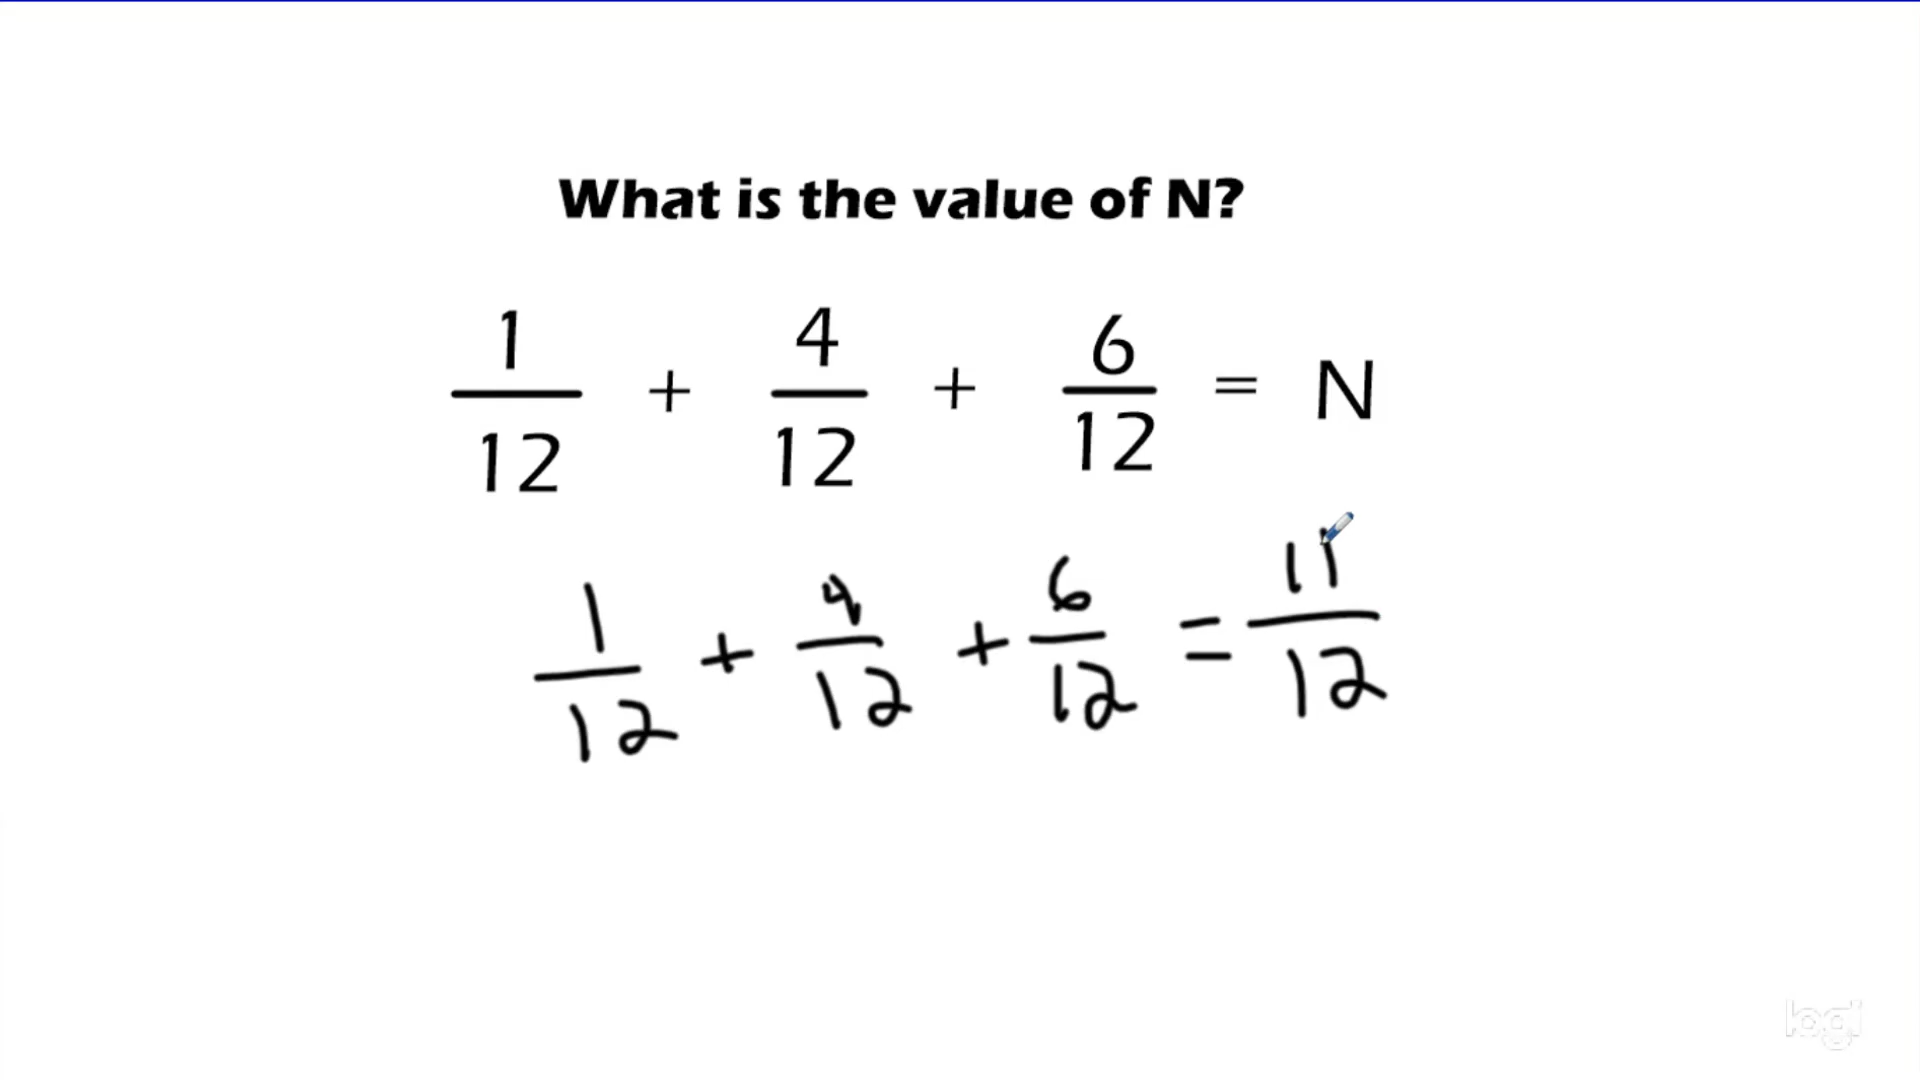 What is the value of N?
1/12 + 4/12 + 6/12 = N
1/12 + 4/12 + 6/12 = 11/12
logi